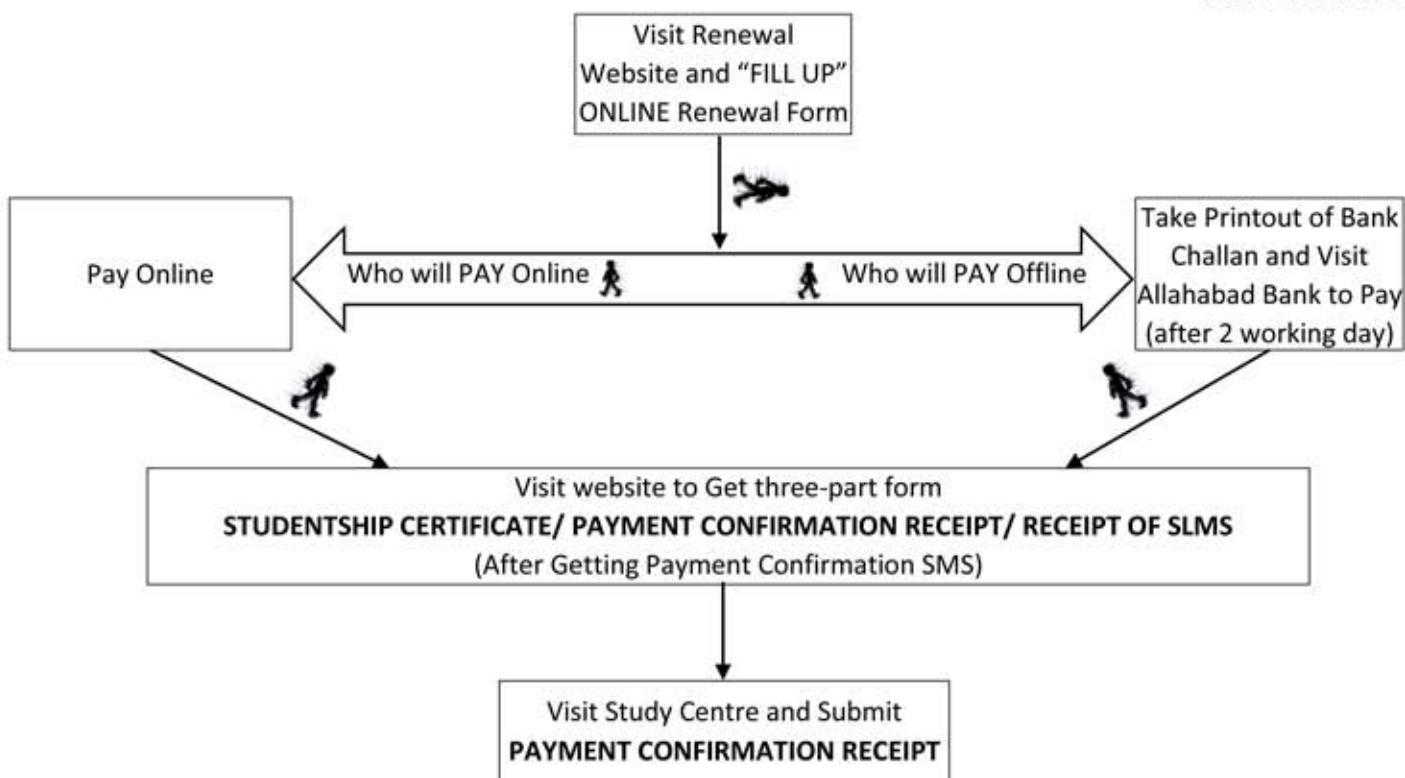 Visit Renewal
Website and “FILL UP”
ONLINE Renewal Form
Pay Online
Who will PAY Online
Who will PAY Offline
Take Printout of Bank
Challan and Visit
Allahabad Bank to Pay
(after 2 working day)
Visit website to Get three-part form
STUDENTSHIP CERTIFICATE/ PAYMENT CONFIRMATION RECEIPT/ RECEIPT OF SLMS
(After Getting Payment Confirmation SMS)
Visit Study Centre and Submit
PAYMENT CONFIRMATION RECEIPT